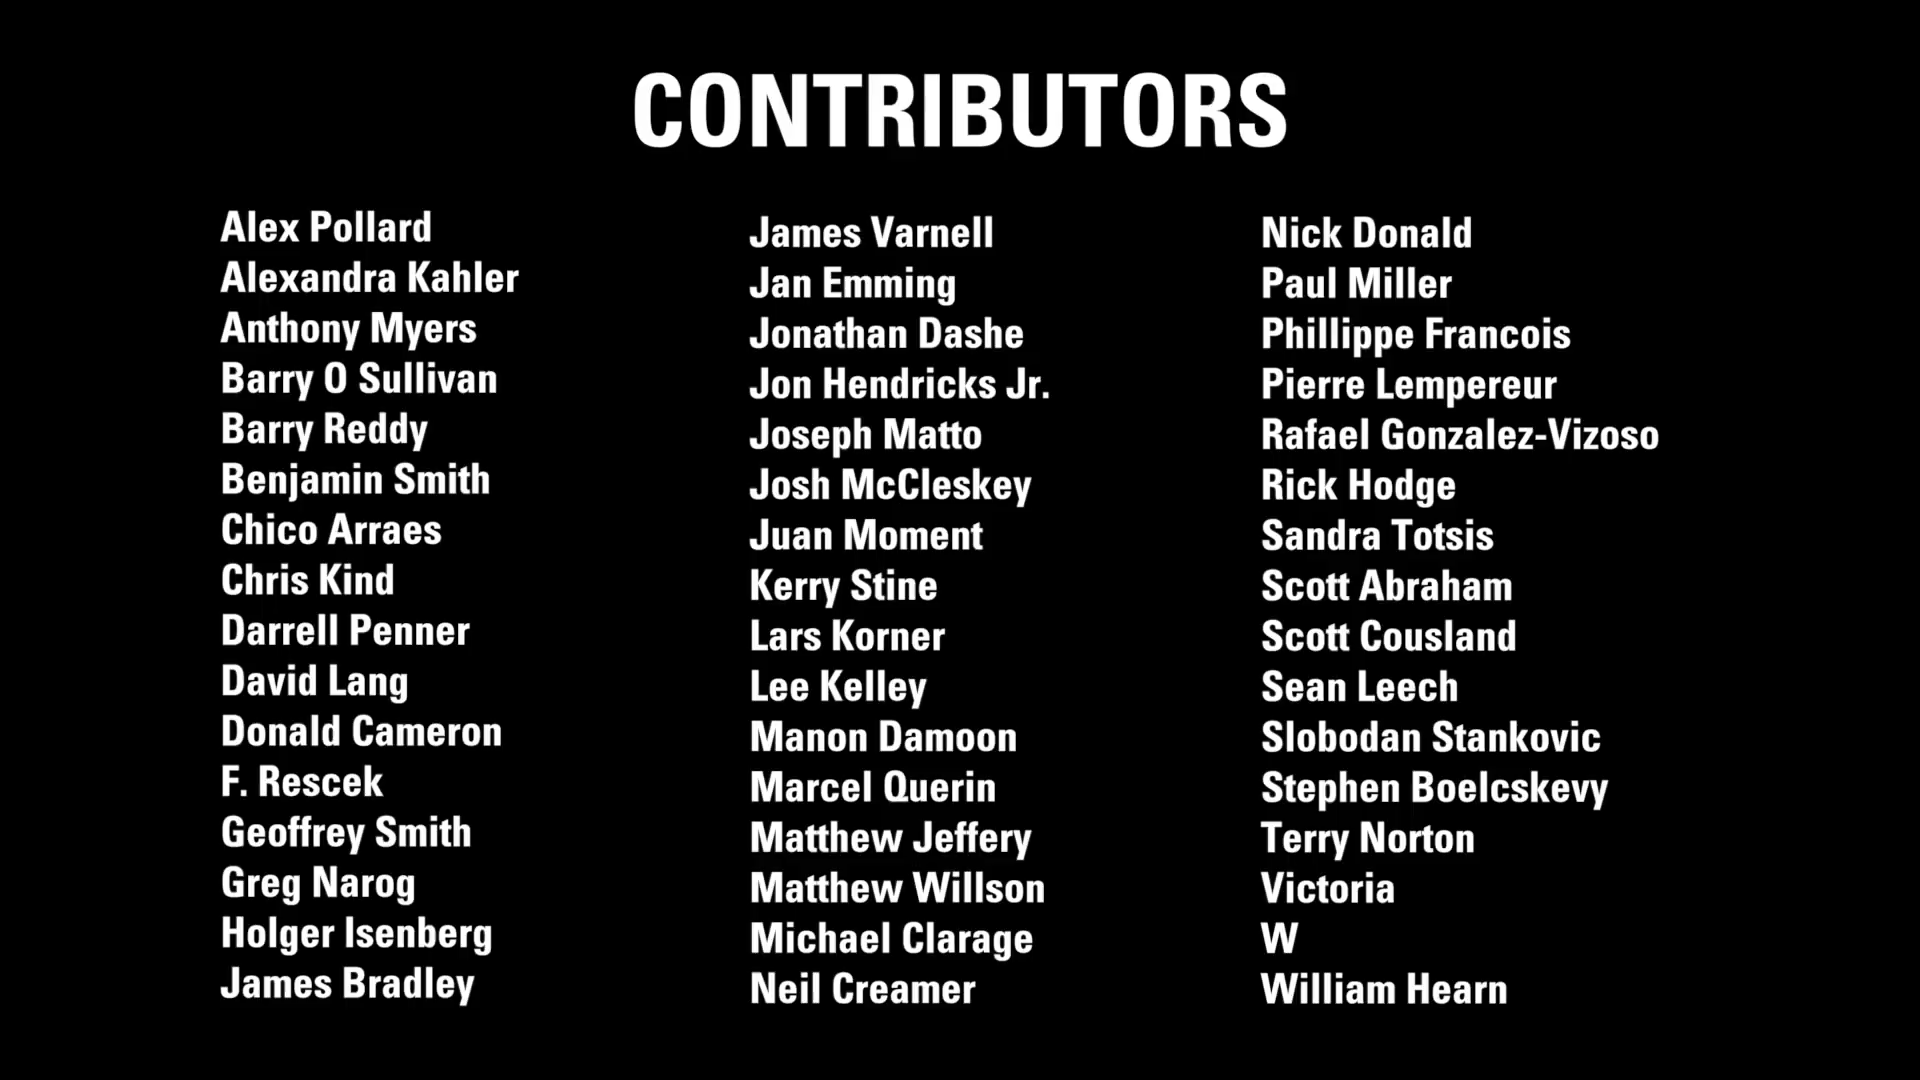 CONTRIBUTORS
Alex Pollard
Alexandra Kahler
Anthony Myers
Barry O Sullivan
Barry Reddy
Benjamin Smith
Chico Arraes
Chris Kind
Darrell Penner
David Lang
Donald Cameron
F. Rescek
Geoffrey Smith
Greg Narog
Holger Isenberg
James Bradley
James Varnell
Jan Emming
Jonathan Dashe
Jon Hendricks Jr.
Joseph Matto
Josh McCleskey
Juan Moment
Kerry Stine
Lars Korner
Lee Kelley
Manon Damoon
Marcel Querin
Matthew Jeffery
Matthew Willson
Michael Clarage
Neil Creamer
Nick Donald
Paul Miller
Phillippe Francois
Pierre Lempereur
Rafael Gonzalez-Vizoso
Rick Hodge
Sandra Totsis
Scott Abraham
Scott Cousland
Sean Leech
Slobodan Stankovic
Stephen Boelcskevy
Terry Norton
Victoria
W
William Hearn